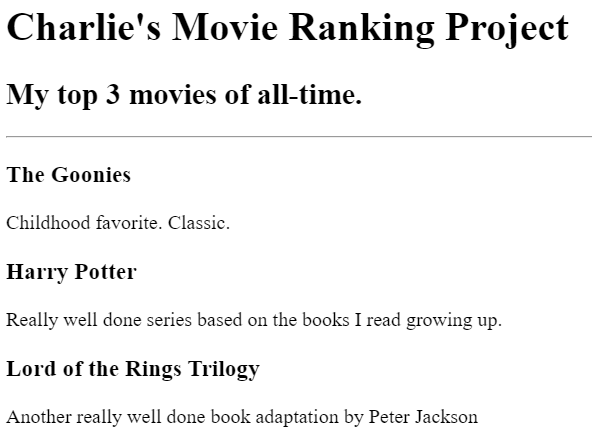 Charlie's Movie Ranking Project
My top 3 movies of all-time.
The Goonies
Childhood favorite. Classic.
Harry Potter
Really well done series based on the books I read growing up.
Lord of the Rings Trilogy
Another really well done book adaptation by Peter Jackson